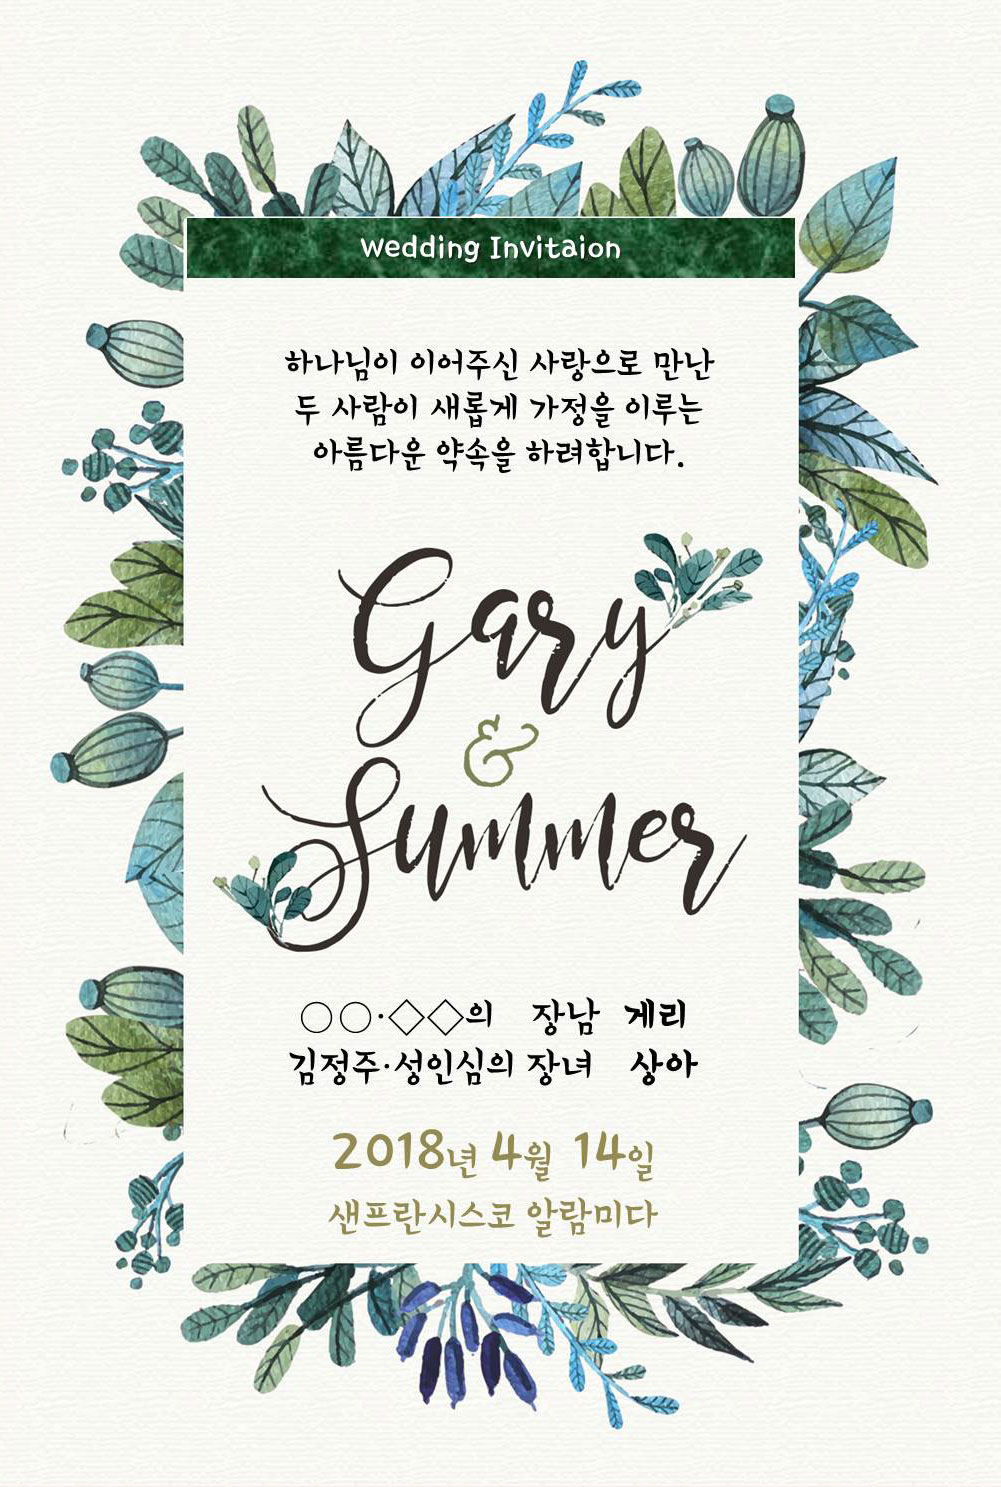 Wedding Invitaion
하나님이 이어주신 사랑으로 만난
두 사람이 새롭게 가정을 이루는
아름다운 약속을 하려합니다.
Gary
&
Summer
○○·◇◇의 장남 게리
김정주·성인심의 장녀 상아
2018년 4월 14일
샌프란시스코 알람미다